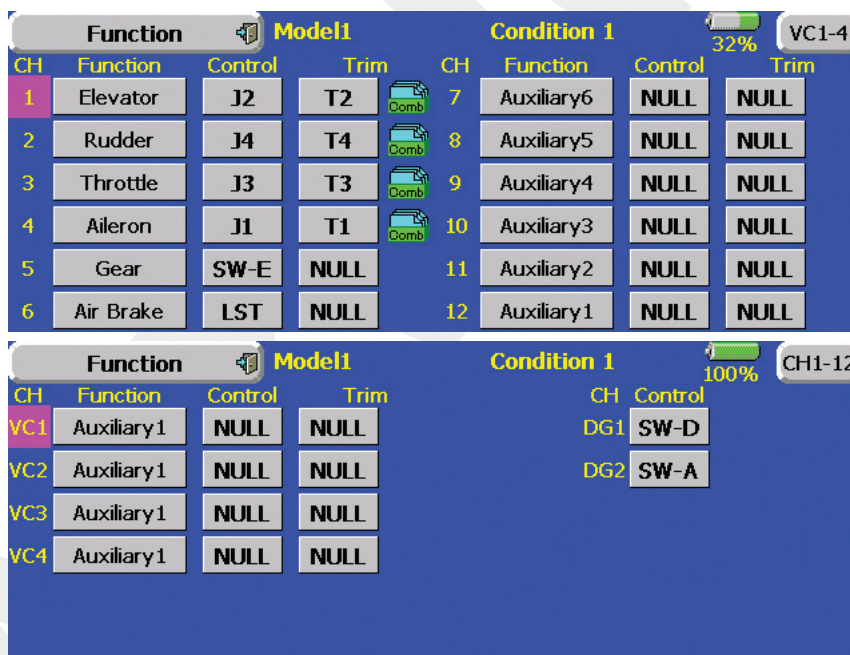 Function Model1 Condition 1 32% VC1-4
CH Function Control Trim CH Function Control Trim
1 Elevator J2 T2 Comb 7 Auxiliary6 NULL NULL
2 Rudder J4 T4 Comb 8 Auxiliary5 NULL NULL
3 Throttle J3 T3 Comb 9 Auxiliary4 NULL NULL
4 Aileron J1 T1 Comb 10 Auxiliary3 NULL NULL
5 Gear SW-E NULL 11 Auxiliary2 NULL NULL
6 Air Brake LST NULL 12 Auxiliary1 NULL NULL
Function Model1 Condition 1 100% CH1-12
CH Function Control Trim CH Control
VC1 Auxiliary1 NULL NULL DG1 SW-D
VC2 Auxiliary1 NULL NULL DG2 SW-A
VC3 Auxiliary1 NULL NULL
VC4 Auxiliary1 NULL NULL